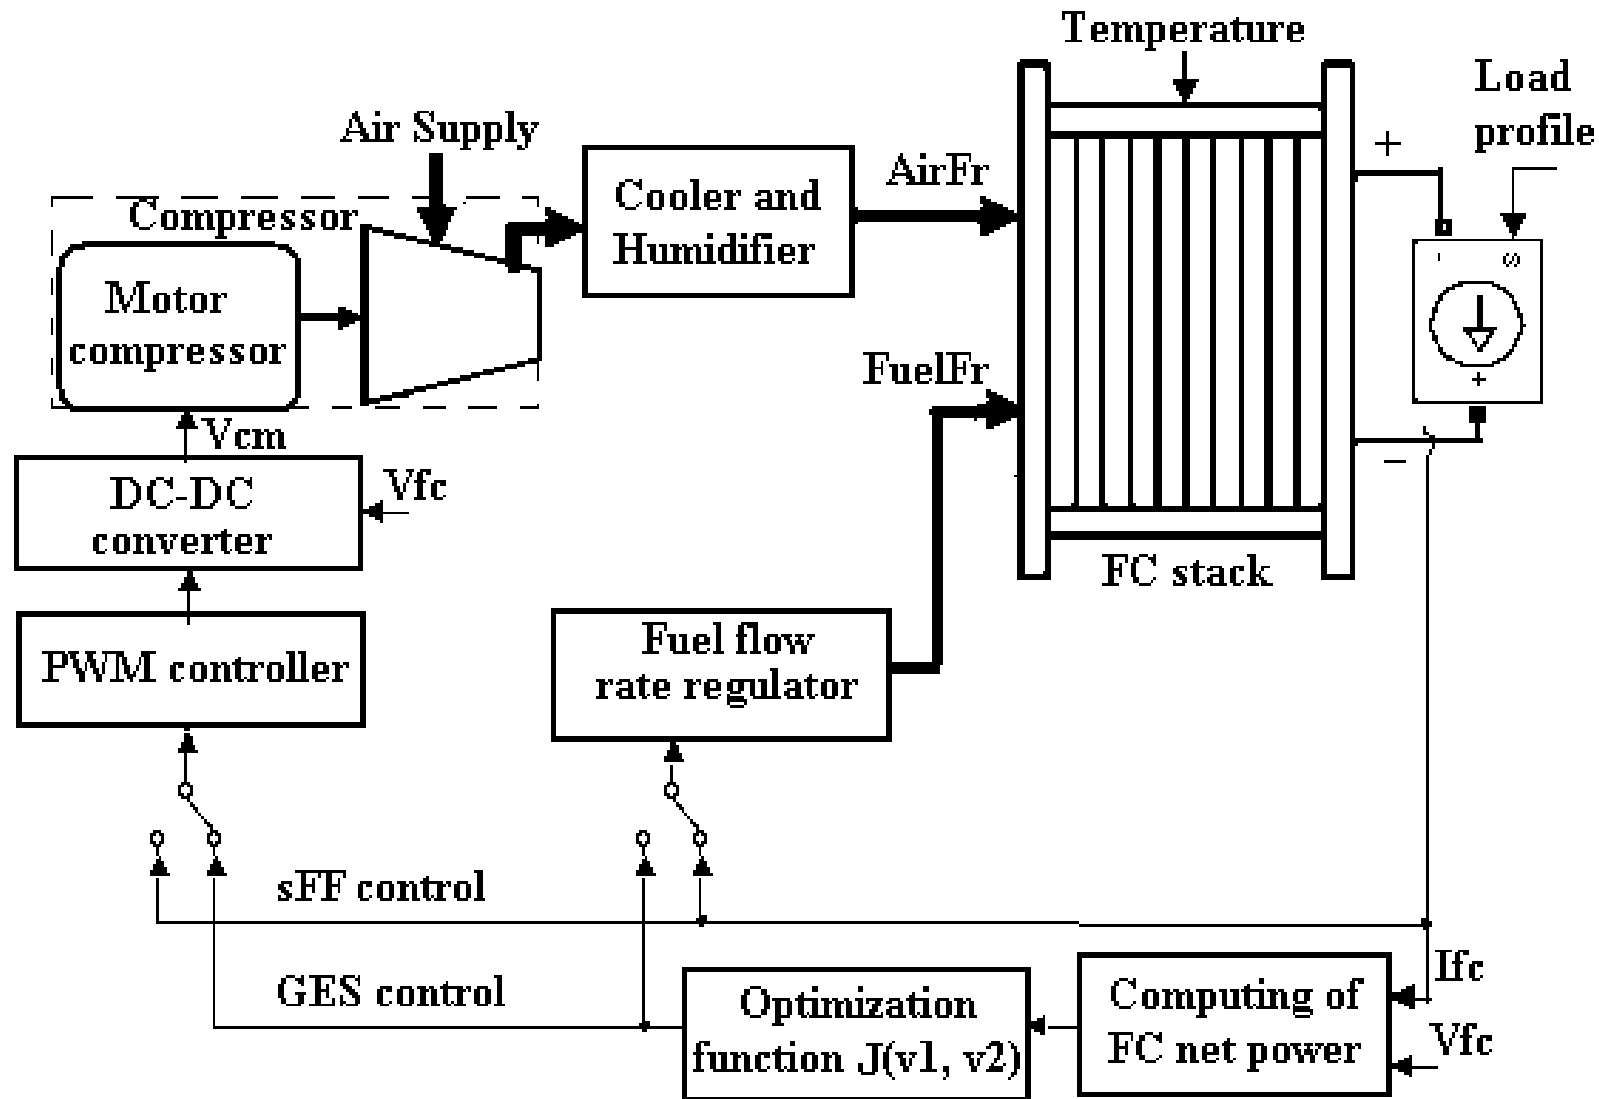 Temperature
Load
profile
Air Supply
+
AirFr
Cooler and
Humidifier
Compressor
Motor
compressor
FuelFr
+
Vcm
−
Vfc
DC-DC
converter
FC stack
Fuel flow
rate regulator
PWM controller
sFF control
Ifc
GES control
Optimization
function J(v1, v2)
Computing of
FC net power
Vfc